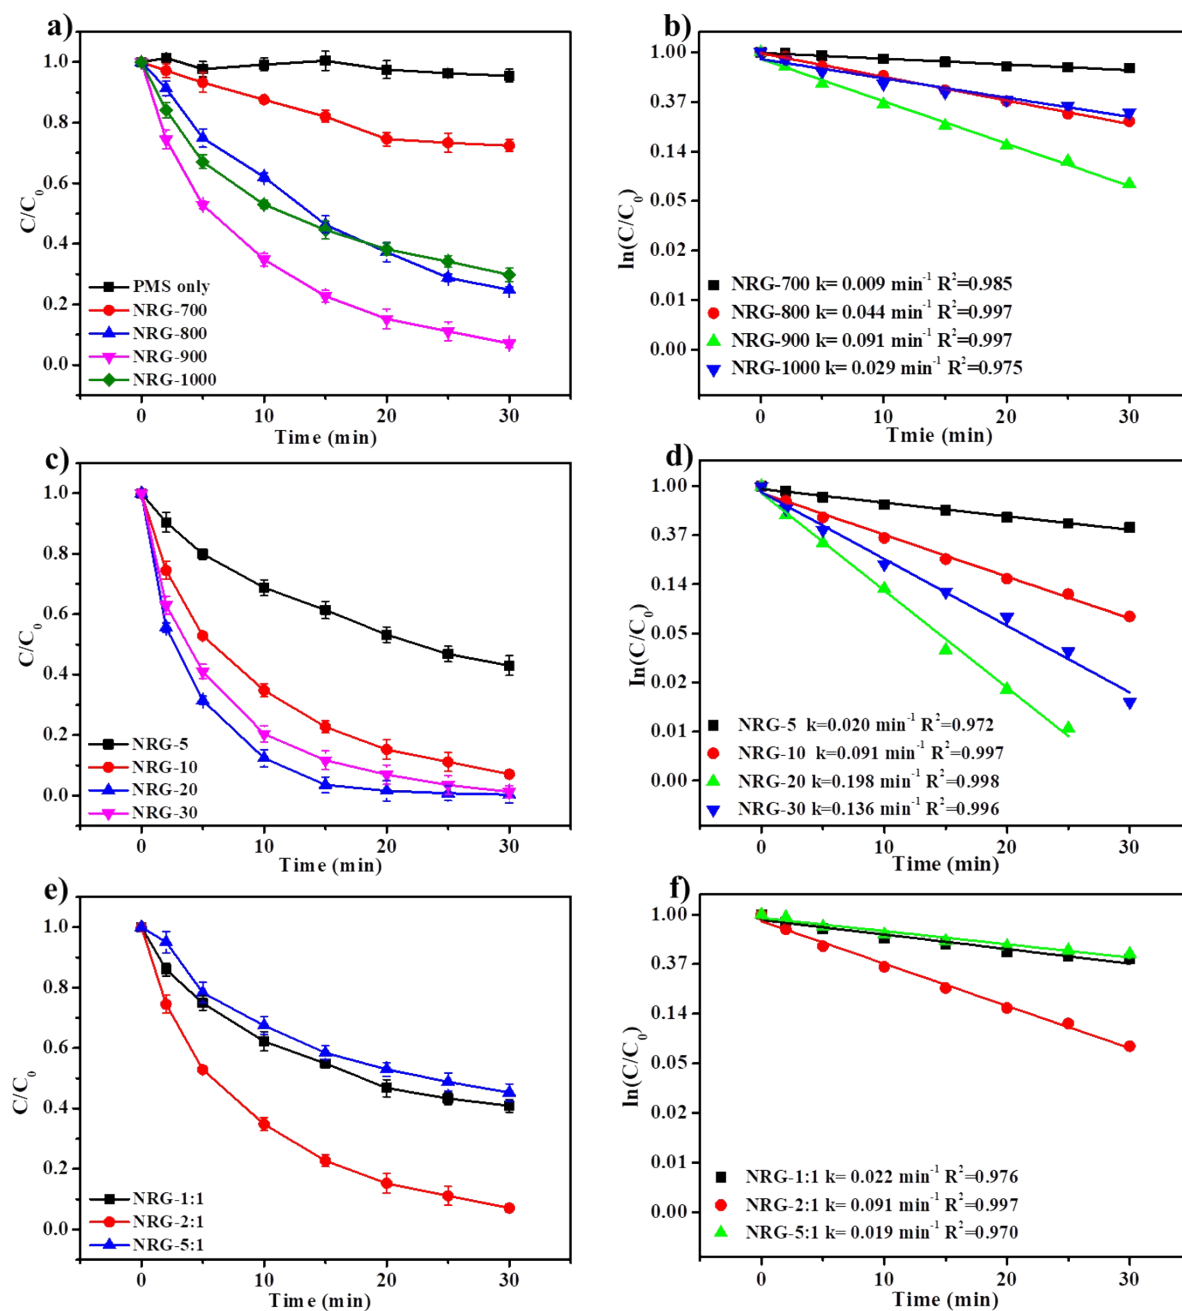 a)
1.0
0.8
0.6
0.4
0.2
0.0
C/C0
PMS only
NRG-700
NRG-800
NRG-900
NRG-1000
0 10 20 30
Time (min)
b)
1.00
0.37
0.14
0.05
0.02
0.01
0.00
ln(C/C0)
NRG-700 k= 0.009 min-1 R2=0.985
NRG-800 k= 0.044 min-1 R2=0.997
NRG-900 k= 0.091 min-1 R2=0.997
NRG-1000 k= 0.029 min-1 R2=0.975
0 10 20 30
Tmie (min)
c)
1.0
0.8
0.6
0.4
0.2
0.0
C/C0
NRG-5
NRG-10
NRG-20
NRG-30
0 10 20 30
Time (min)
d)
1.00
0.37
0.14
0.05
0.02
0.01
0.00
ln(C/C0)
NRG-5 k=0.020 min-1 R2=0.972
NRG-10 k=0.091 min-1 R2=0.997
NRG-20 k=0.198 min-1 R2=0.998
NRG-30 k=0.136 min-1 R2=0.996
0 10 20 30
Time (min)
e)
1.0
0.8
0.6
0.4
0.2
0.0
C/C0
NRG-1:1
NRG-2:1
NRG-5:1
0 10 20 30
Time (min)
f)
1.00
0.37
0.14
0.05
0.02
0.01
0.00
ln(C/C0)
NRG-1:1 k= 0.022 min-1 R2=0.976
NRG-2:1 k= 0.091 min-1 R2=0.997
NRG-5:1 k= 0.019 min-1 R2=0.970
0 10 20 30
Time (min)